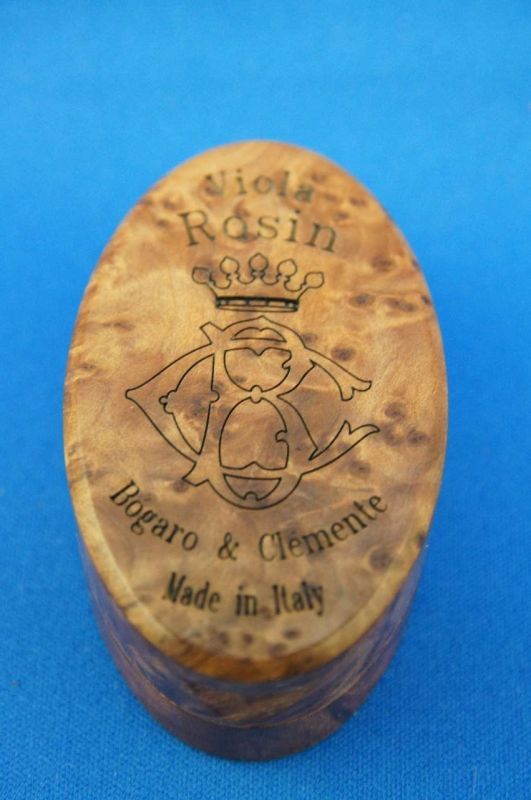 Viola
Rosin
Bogaro & Clemente
Made in Italy